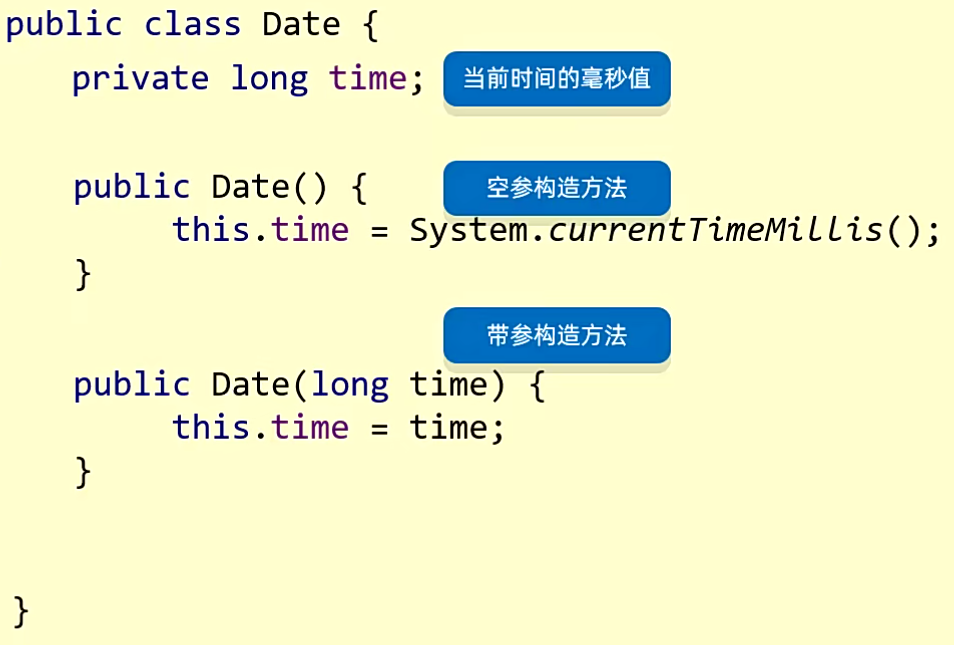 public class Date {
private long time; 当前时间的毫秒值
public Date() { 空参构造方法
this.time = System.currentTimeMillis();
}
带参构造方法
public Date(long time) {
this.time = time;
}
}